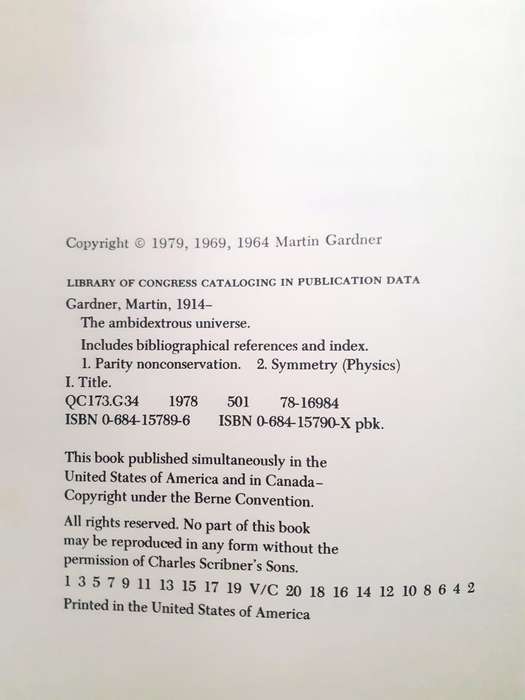 Copyright © 1979, 1969, 1964 Martin Gardner
LIBRARY OF CONGRESS CATALOGING IN PUBLICATION DATA
Gardner, Martin, 1914–
The ambidextrous universe.
Includes bibliographical references and index.
1. Parity nonconservation. 2. Symmetry (Physics)
I. Title.
QC173.G34 1978 501 78-16984
ISBN 0-684-15789-6 ISBN 0-684-15790-X pbk.
This book published simultaneously in the
United States of America and in Canada–
Copyright under the Berne Convention.
All rights reserved. No part of this book
may be reproduced in any form without the
permission of Charles Scribner's Sons.
1 3 5 7 9 11 13 15 17 19 V/C 20 18 16 14 12 10 8 6 4 2
Printed in the United States of America